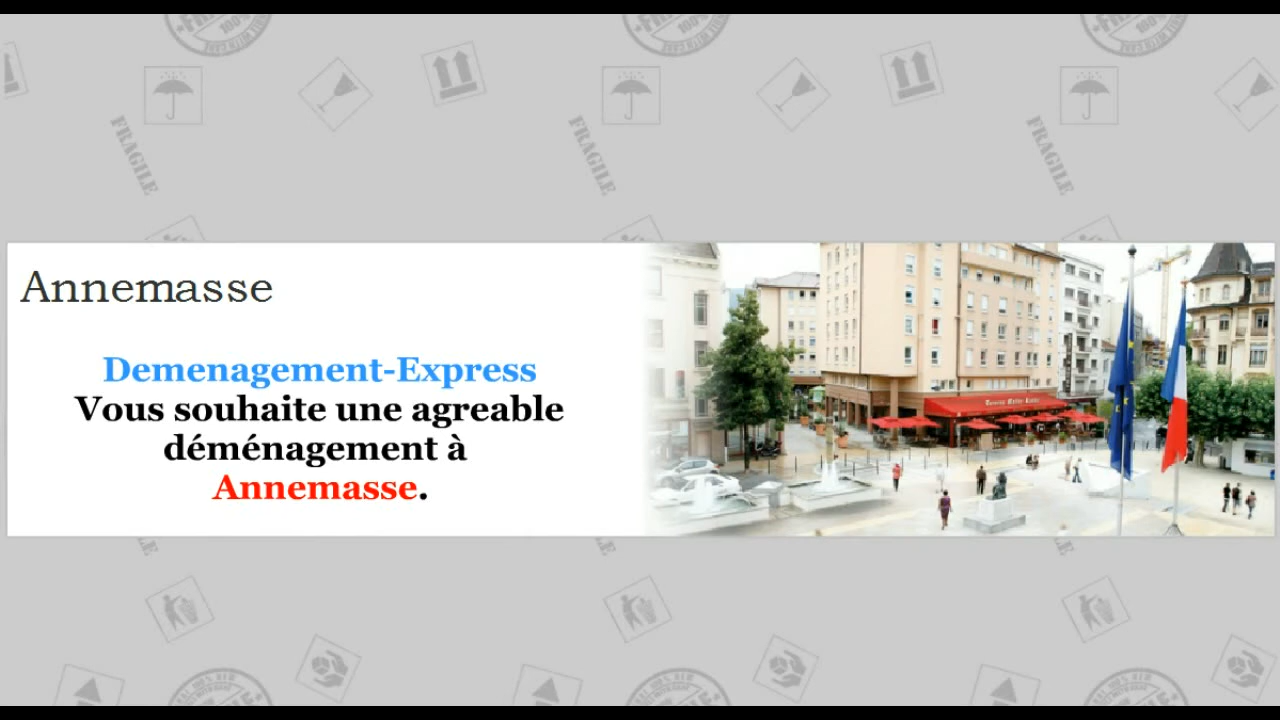 FRAGILE
FRAGILE
FRAGILE
Annemasse
Demenagement-Express
Vous souhaite une agreable
déménagement à
Annemasse.